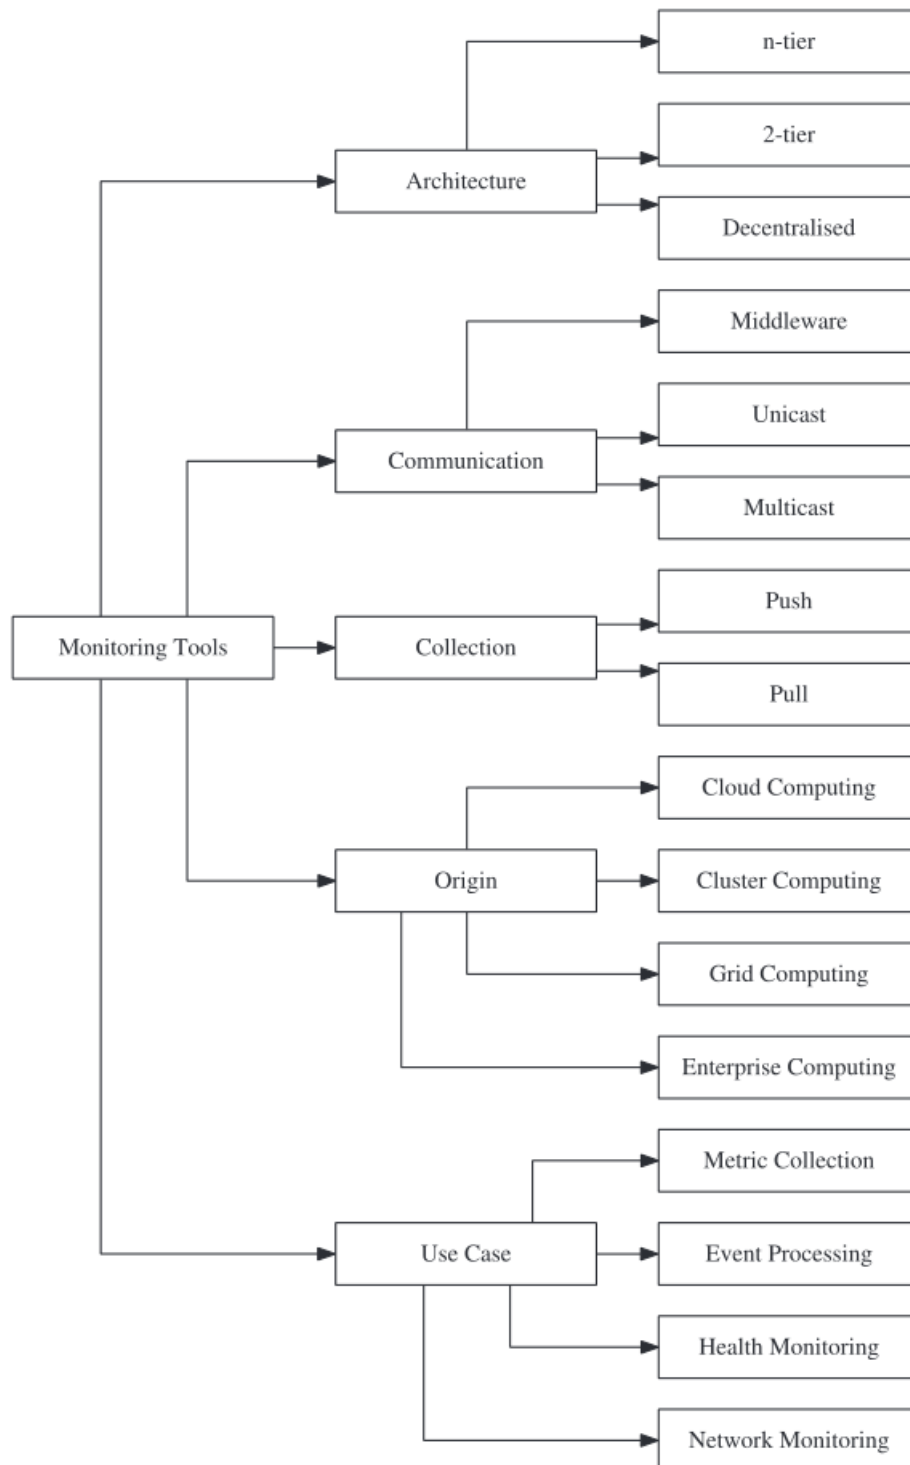 n-tier
2-tier
Architecture
Decentralised
Middleware
Unicast
Communication
Multicast
Push
Monitoring Tools
Collection
Pull
Cloud Computing
Origin
Cluster Computing
Grid Computing
Enterprise Computing
Metric Collection
Use Case
Event Processing
Health Monitoring
Network Monitoring